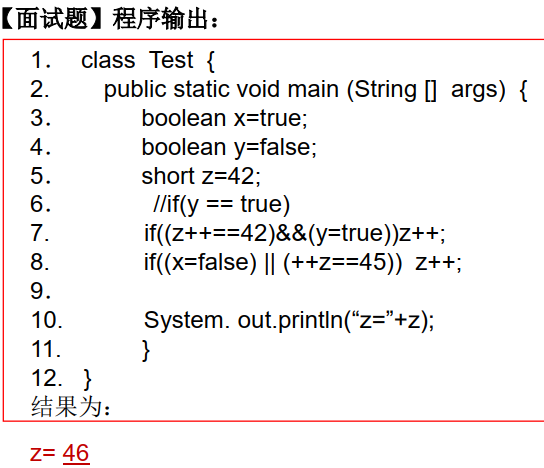 【面试题】程序输出：
1. class Test {
2. public static void main (String [] args) {
3. boolean x=true;
4. boolean y=false;
5. short z=42;
6. //if(y == true)
7. if((z++==42)&&(y=true))z++;
8. if((x=false) || (++z==45)) z++;
9.
10. System. out.println(“z=”+z);
11. }
12. }
结果为：
z= 46